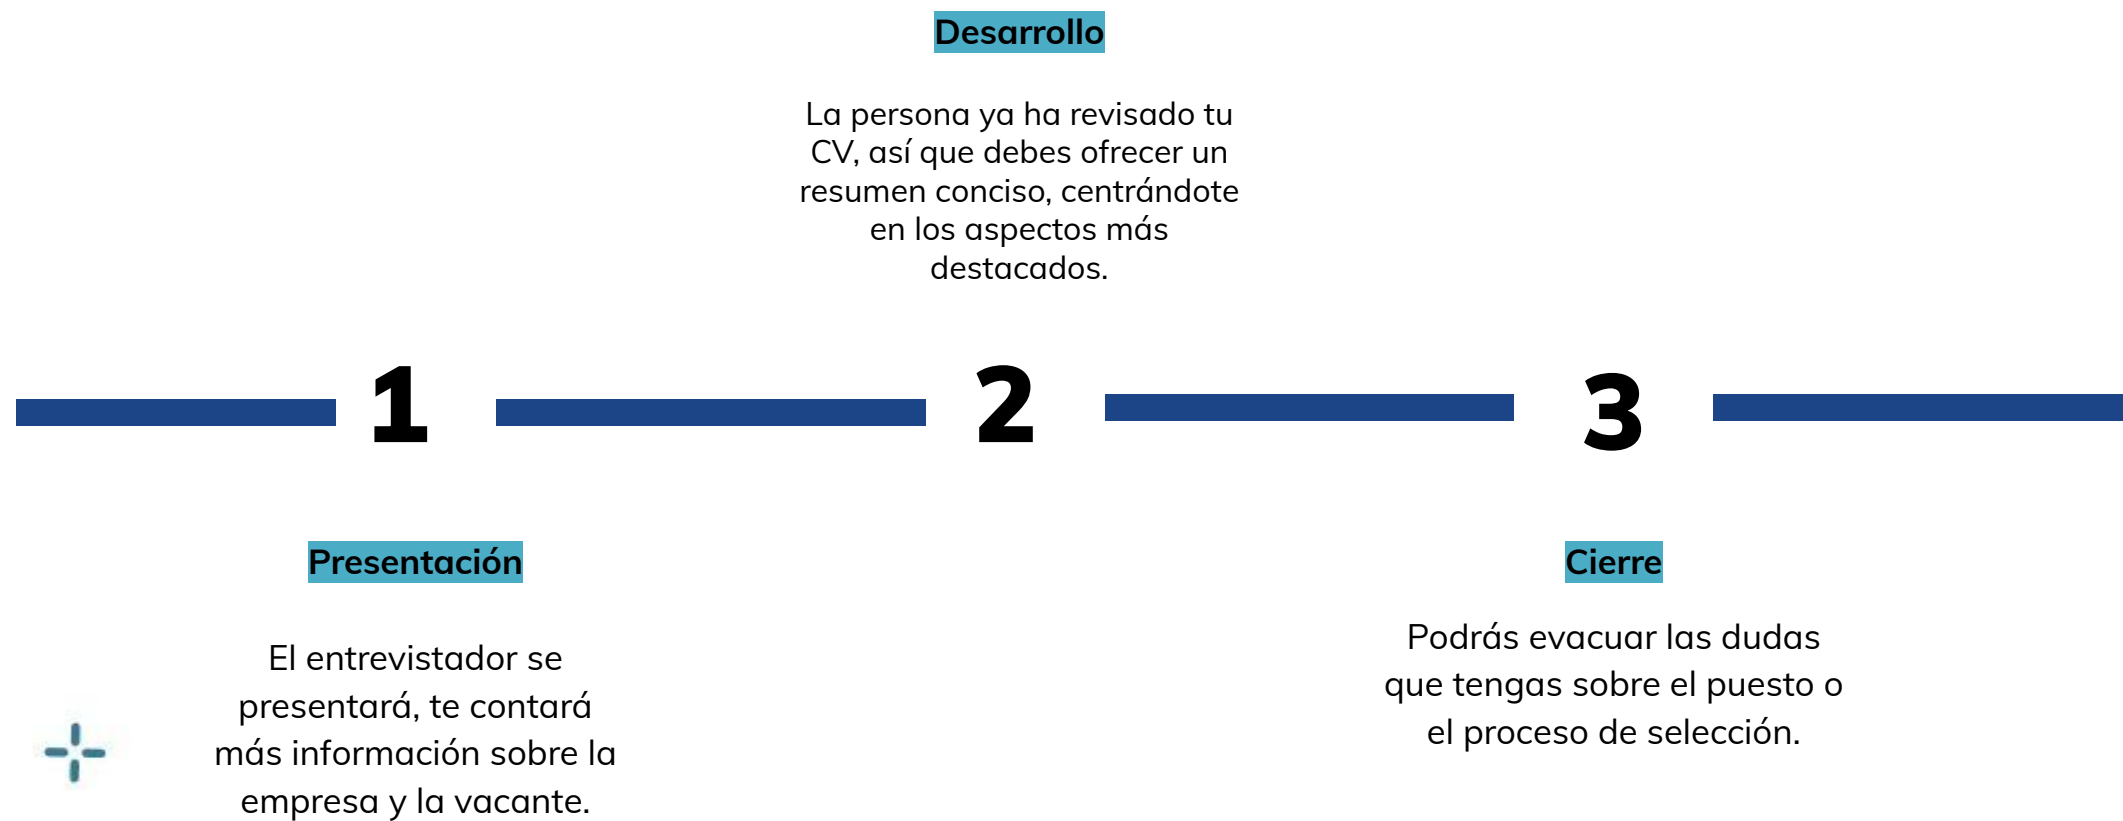 Desarrollo
La persona ya ha revisado tu
CV, así que debes ofrecer un
resumen conciso, centrándote
en los aspectos más
destacados.
1
2
3
Presentación
El entrevistador se
presentará, te contará
más información sobre la
empresa y la vacante.
Cierre
Podrás evacuar las dudas
que tengas sobre el puesto o
el proceso de selección.